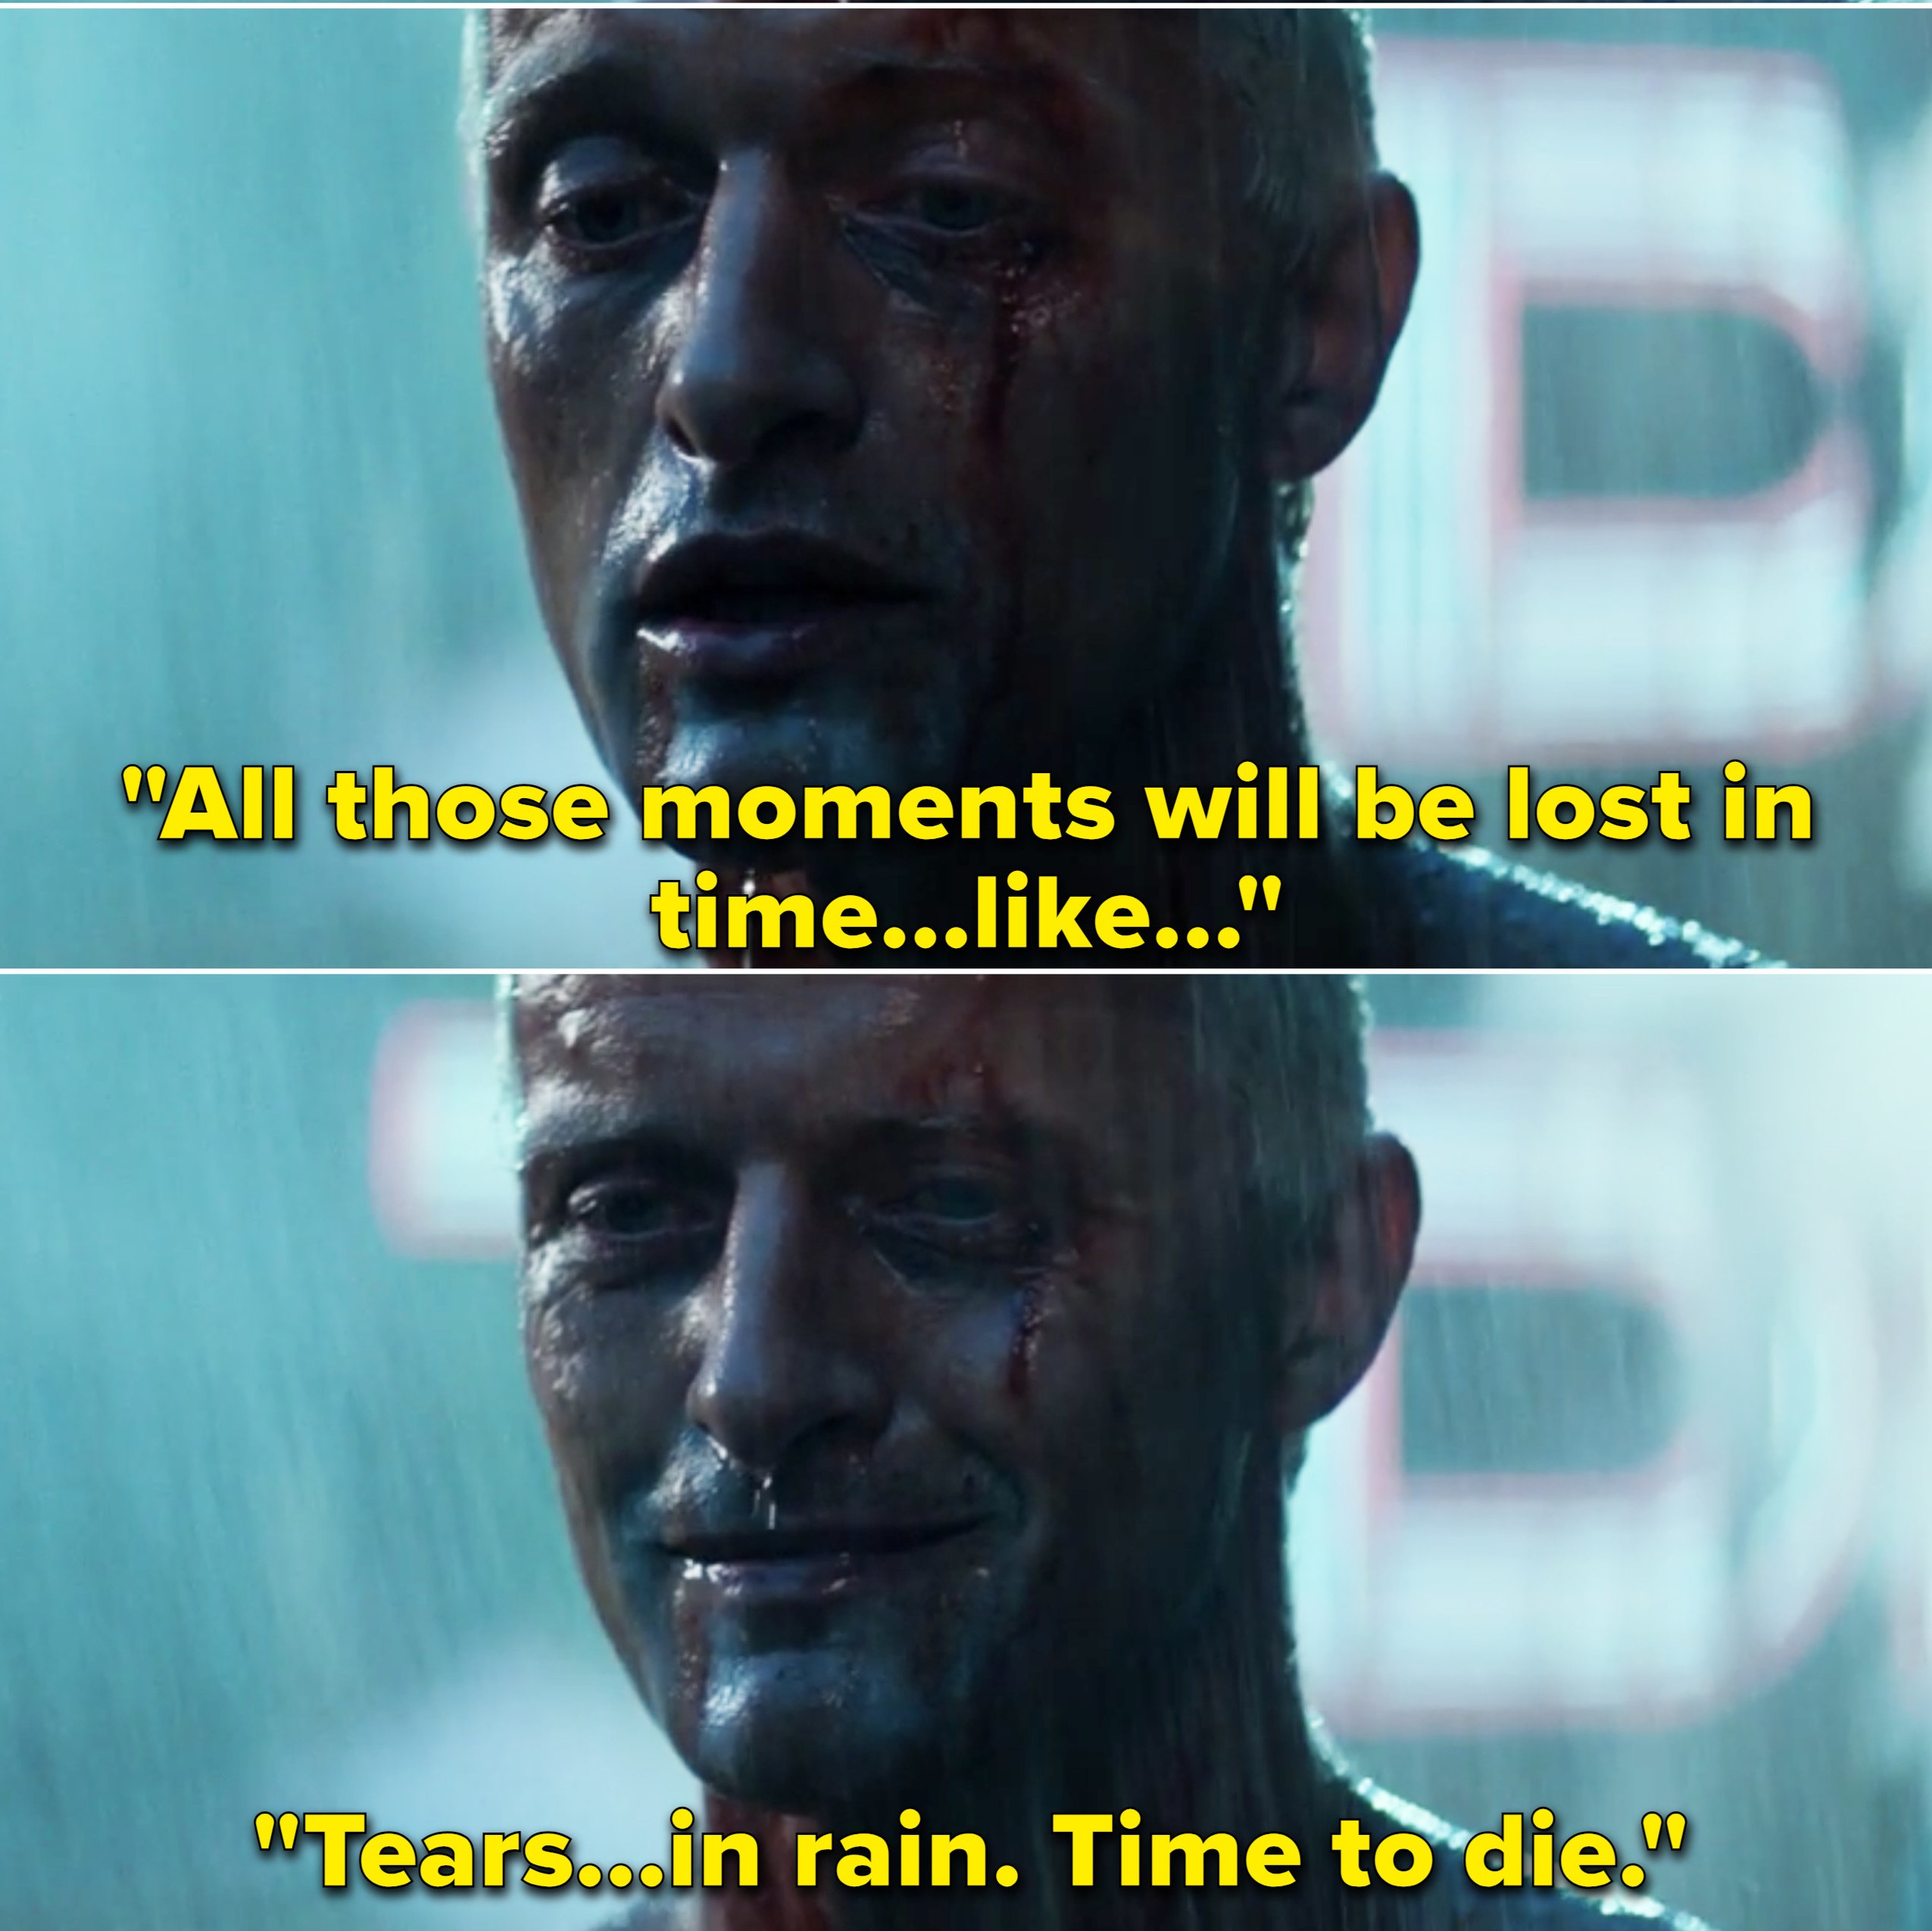 "All those moments will be lost in
time...like..."
"Tears...in rain. Time to die."